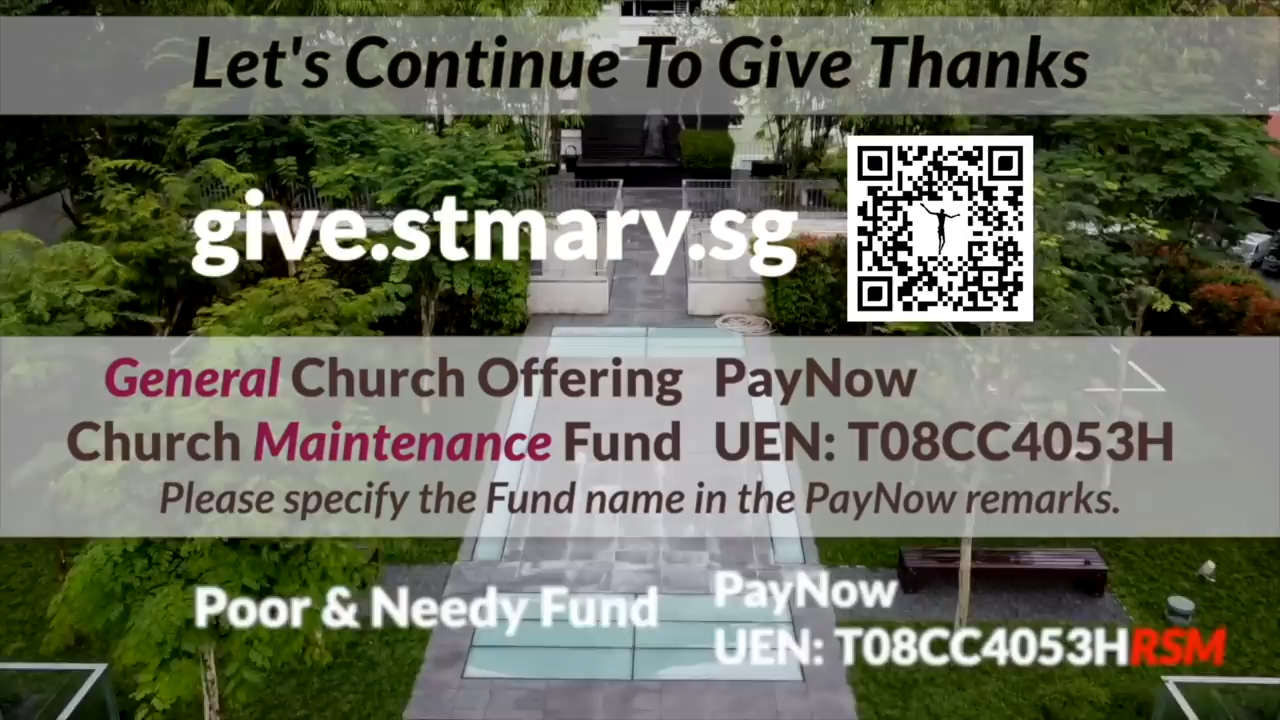 Let's Continue To Give Thanks
give.stmary.sg
General Church Offering PayNow
Church Maintenance Fund UEN: T08CC4053H
Please specify the Fund name in the PayNow remarks.
Poor & Needy Fund
PayNow
UEN: T08CC4053HRSM